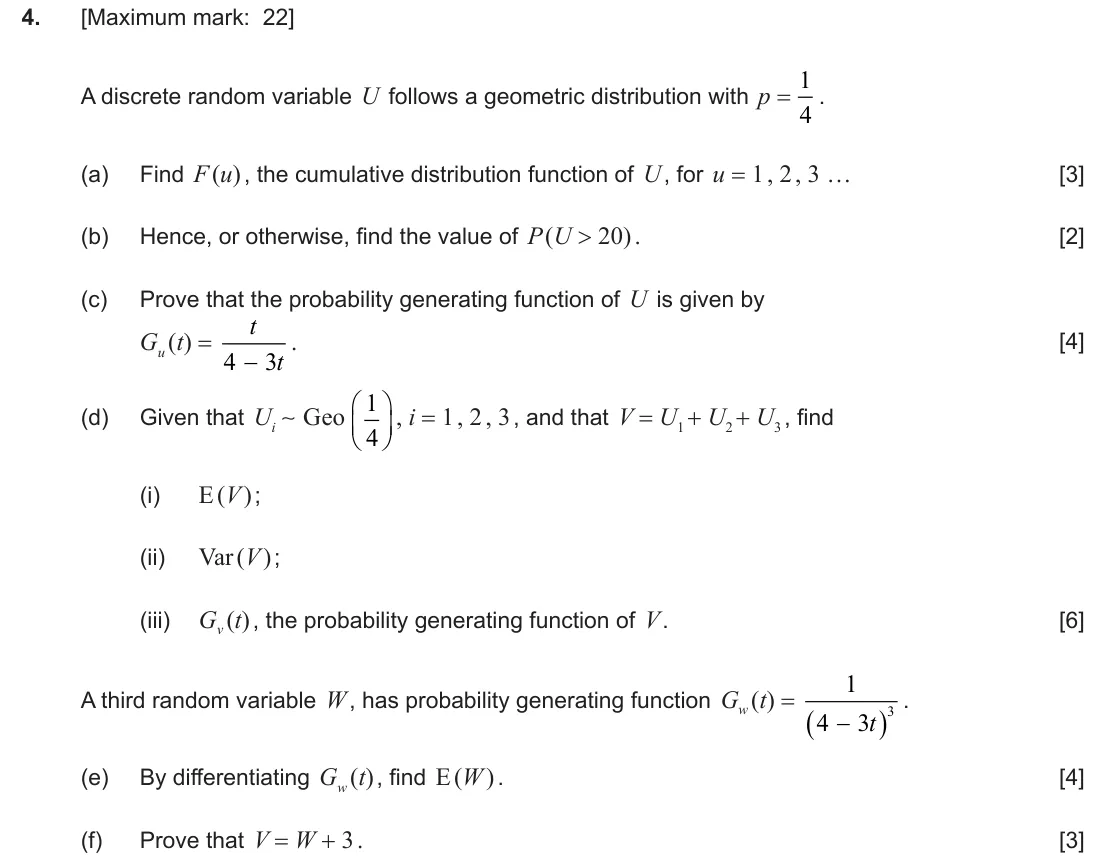 4. [Maximum mark: 22]
A discrete random variable U follows a geometric distribution with p = 1/4 .
(a) Find F(u), the cumulative distribution function of U, for u = 1, 2, 3 … [3]
(b) Hence, or otherwise, find the value of P(U > 20). [2]
(c) Prove that the probability generating function of U is given by
G_u(t) = t/(4 − 3t) . [4]
(d) Given that U_i ~ Geo(1/4), i = 1, 2, 3, and that V = U_1 + U_2 + U_3, find
(i) E(V);
(ii) Var(V);
(iii) G_v(t), the probability generating function of V. [6]
A third random variable W, has probability generating function G_w(t) = 1/(4 − 3t)^3 .
(e) By differentiating G_w(t), find E(W). [4]
(f) Prove that V = W + 3. [3]